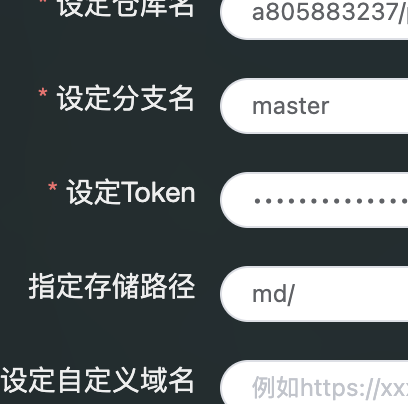 * 设定仓库名 a805883237/
* 设定分支名 master
* 设定Token ··············
指定存储路径 md/
设定自定义域名 例如https://xx